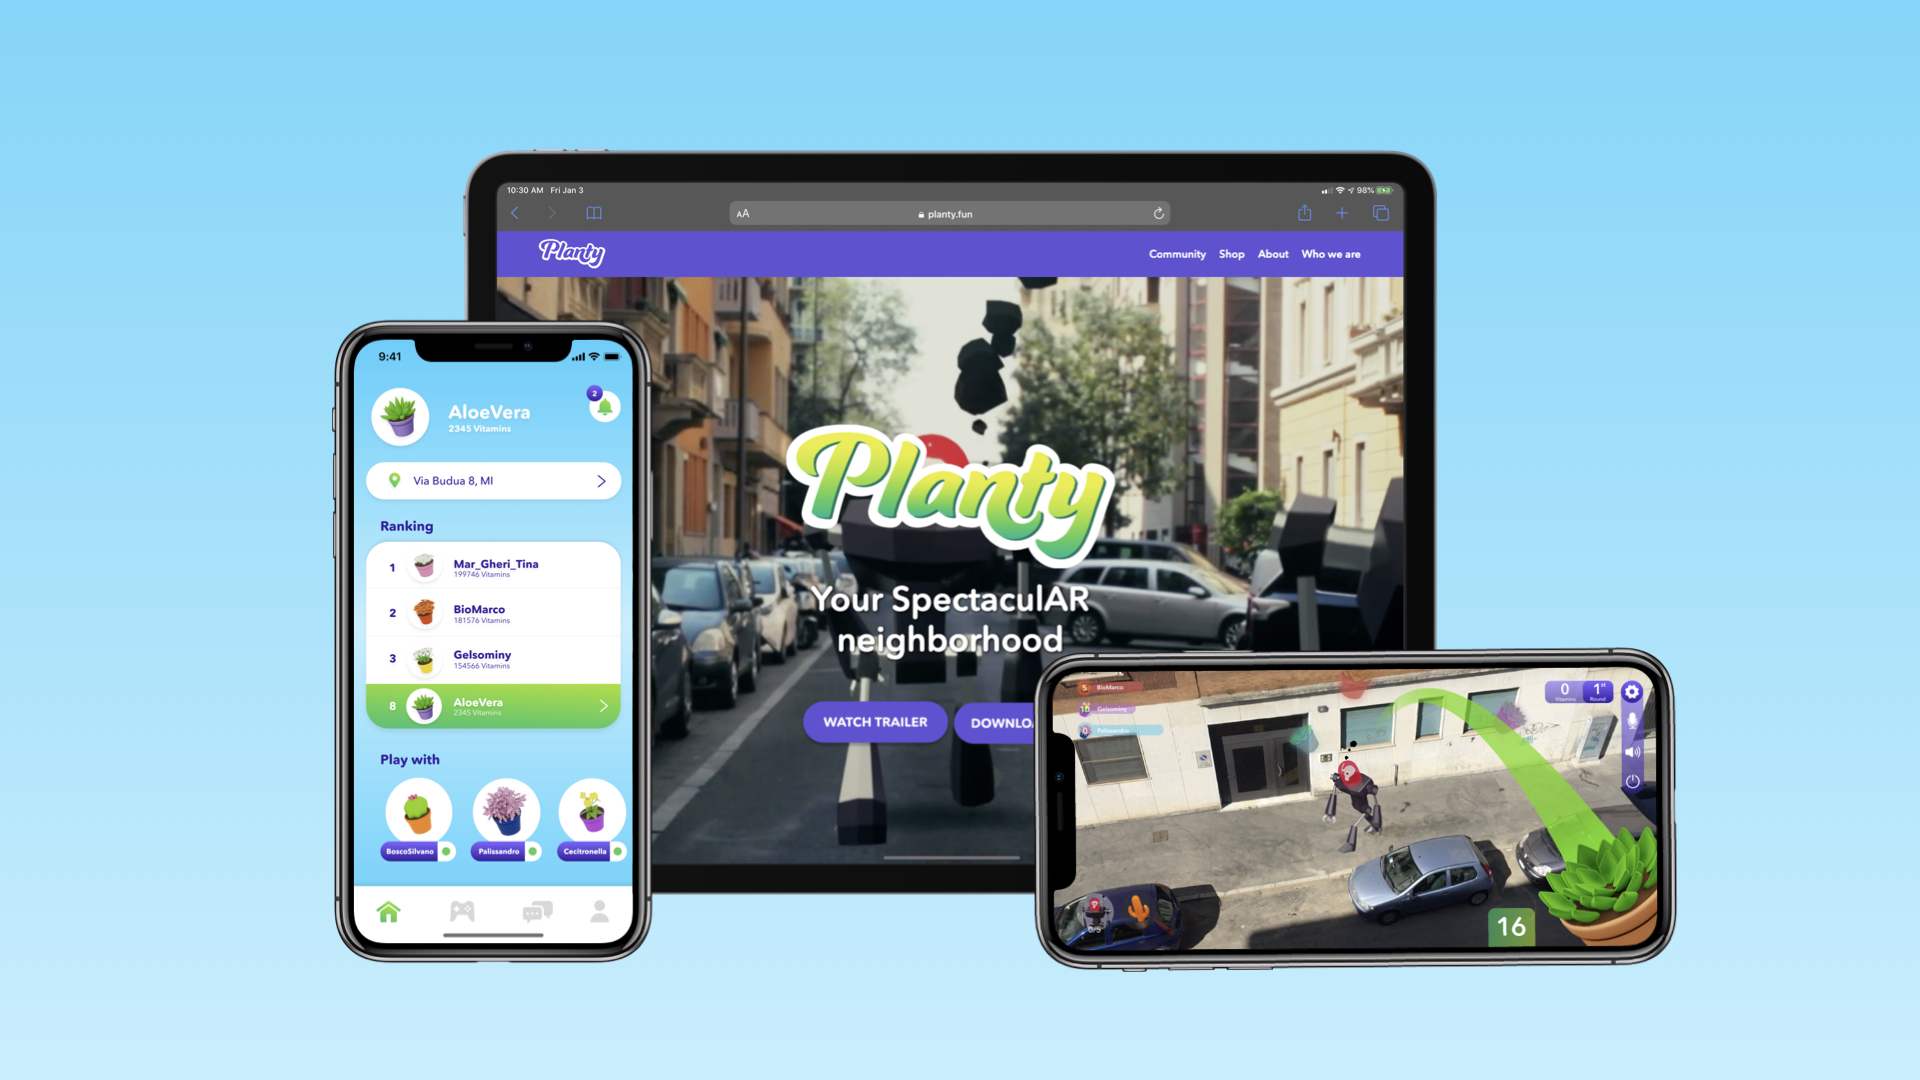 10:30 AM Fri Jan 3
98%
AA
planty.fun
Planty
Community Shop About Who we are
Planty
Your SpectaculAR
neighborhood
WATCH TRAILER
DOWNLO
9:41
2
AloeVera
2345 Vitamins
Via Budua 8, MI
Ranking
1
Mar_Gheri_Tina
199746 Vitamins
2
BioMarco
181576 Vitamins
3
Gelsominy
154566 Vitamins
8
AloeVera
2345 Vitamins
Play with
BoscoSilvano
Palissandro
Cecitronella
5 BioMarco
Gelsominy
0 Palissandro
0
Vitamins
1st
Round
0/5
16